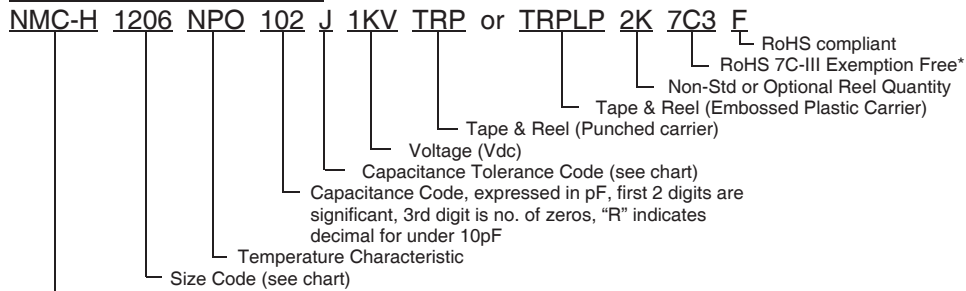 NMC-H 1206 NPO 102 J 1KV TRP or TRPLP 2K 7C3 F
RoHS compliant
RoHS 7C-III Exemption Free*
Non-Std or Optional Reel Quantity
Tape & Reel (Embossed Plastic Carrier)
Tape & Reel (Punched carrier)
Voltage (Vdc)
Capacitance Tolerance Code (see chart)
Capacitance Code, expressed in pF, first 2 digits are
significant, 3rd digit is no. of zeros, “R” indicates
decimal for under 10pF
Temperature Characteristic
Size Code (see chart)